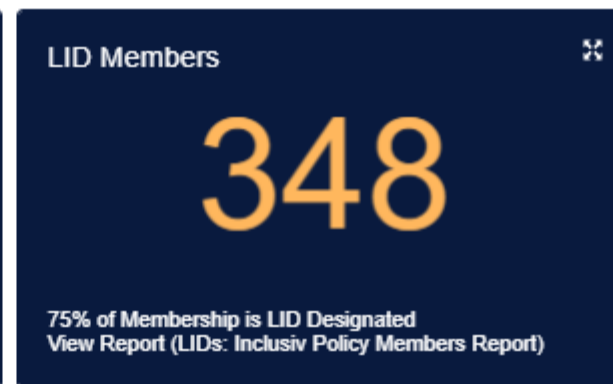 LID Members
348
75% of Membership is LID Designated
View Report (LIDs: Inclusiv Policy Members Report)